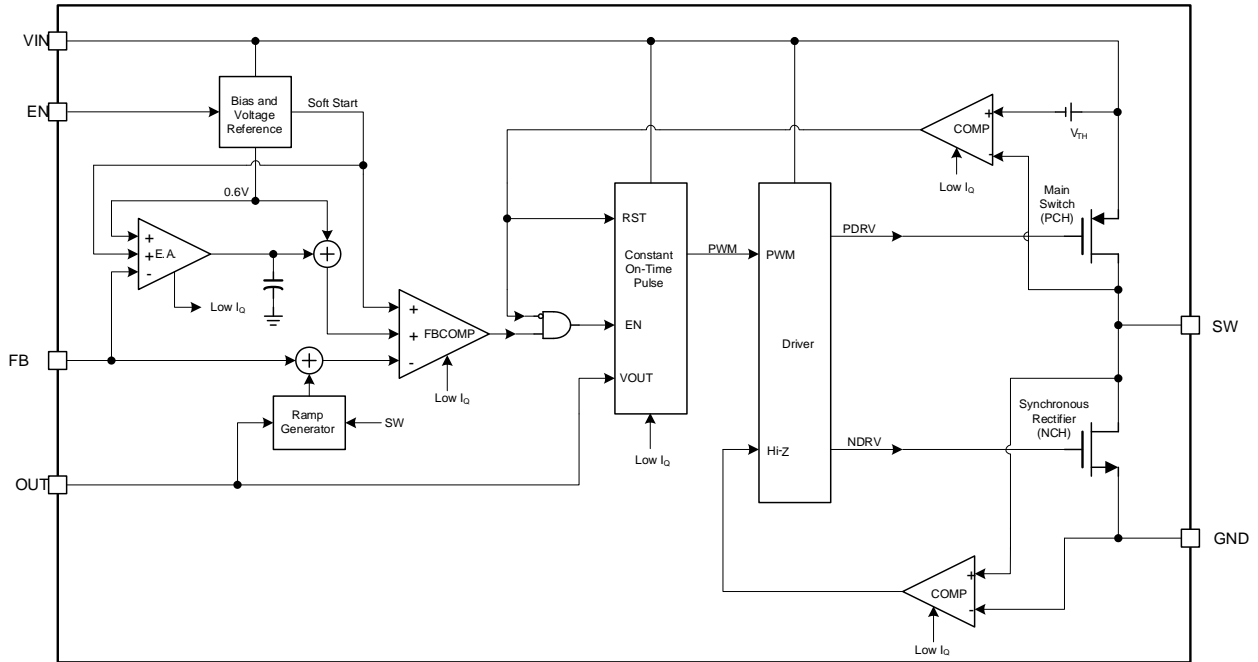 VIN
EN
Bias and
Voltage
Reference
Soft Start
0.6V
+
+
-
E.A.
Low IQ
+
FB
+
OUT
Ramp
Generator
SW
+
+
-
FBCOMP
Low IQ
RST
Constant
On-Time
Pulse
EN
VOUT
Low IQ
PWM
PWM
Driver
Hi-Z
PDRV
NDRV
+
-
COMP
VTH
Low IQ
Main
Switch
(PCH)
SW
Synchronous
Rectifier
(NCH)
GND
+
-
COMP
Low IQ